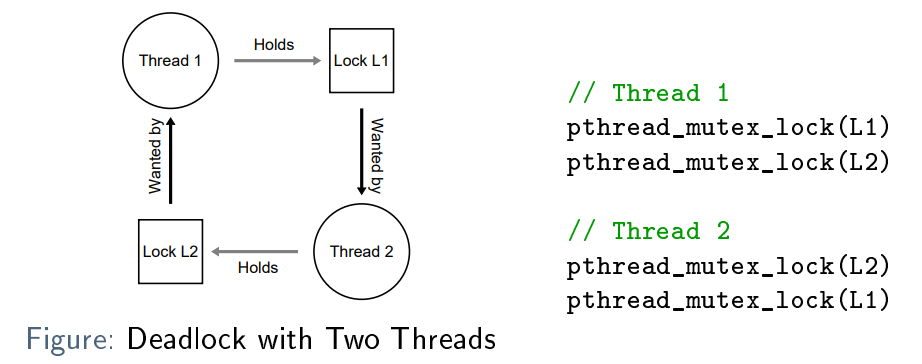 Thread 1
Holds
Lock L1
Wanted by
Wanted by
Lock L2
Holds
Thread 2
Figure: Deadlock with Two Threads
// Thread 1
pthread_mutex_lock(L1)
pthread_mutex_lock(L2)
// Thread 2
pthread_mutex_lock(L2)
pthread_mutex_lock(L1)